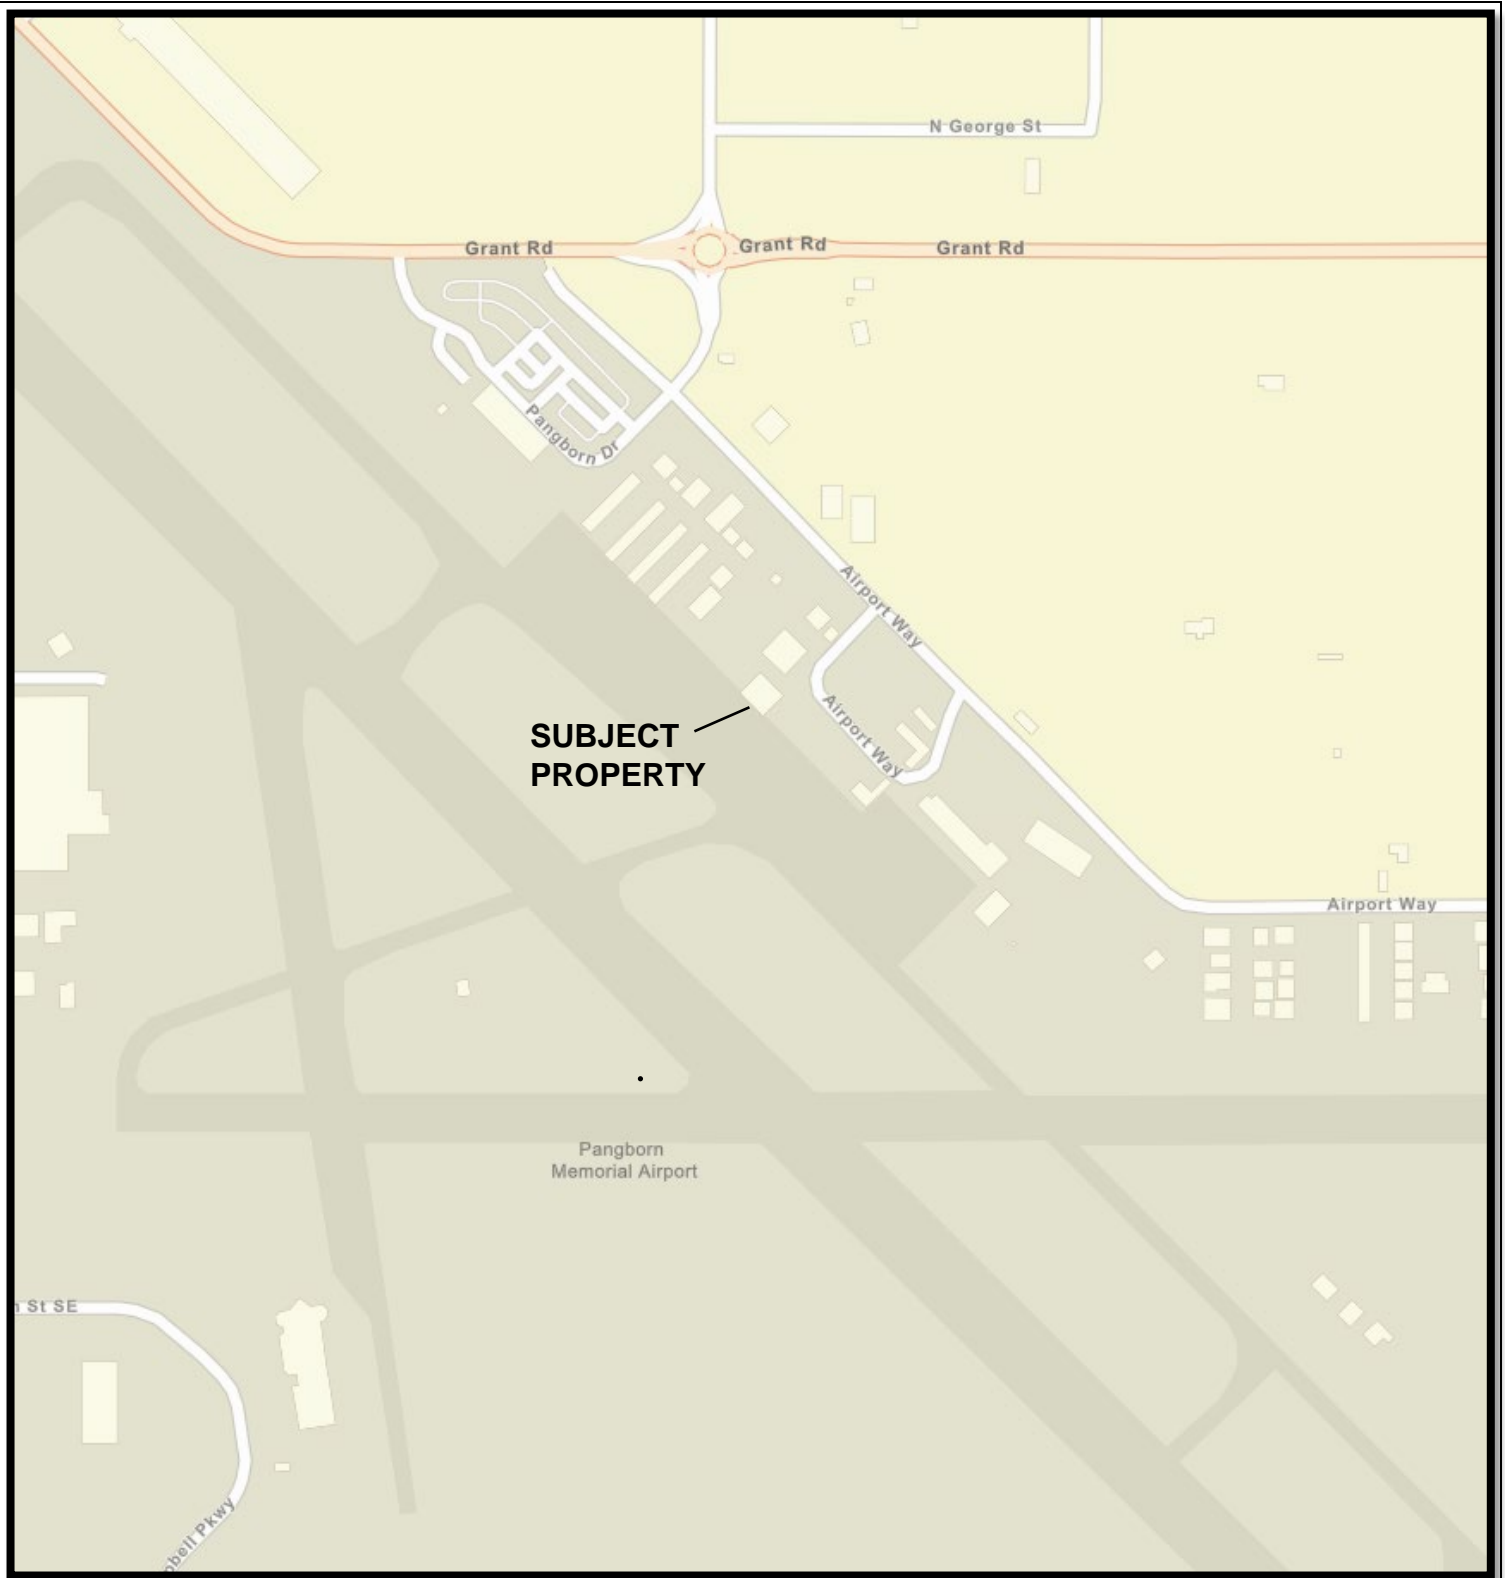 N George St
Grant Rd
Grant Rd
Grant Rd
Pangborn Dr
Airport Way
SUBJECT
PROPERTY
Airport Way
Airport Way
Pangborn
Memorial Airport
St SE
Pkwy